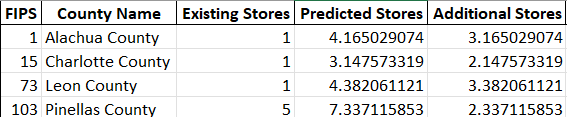 FIPS County Name Existing Stores Predicted Stores Additional Stores
1 Alachua County 1 4.165029074 3.165029074
15 Charlotte County 1 3.147573319 2.147573319
73 Leon County 1 4.382061121 3.382061121
103 Pinellas County 5 7.337115853 2.337115853